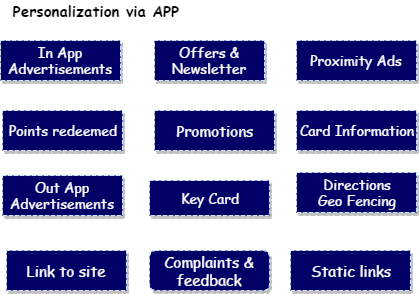 Personalization via APP
In App
Advertisements
Offers &
Newsletter
Proximity Ads
Points redeemed
Promotions
Card Information
Out App
Advertisements
Key Card
Directions
Geo Fencing
Link to site
Complaints &
feedback
Static links